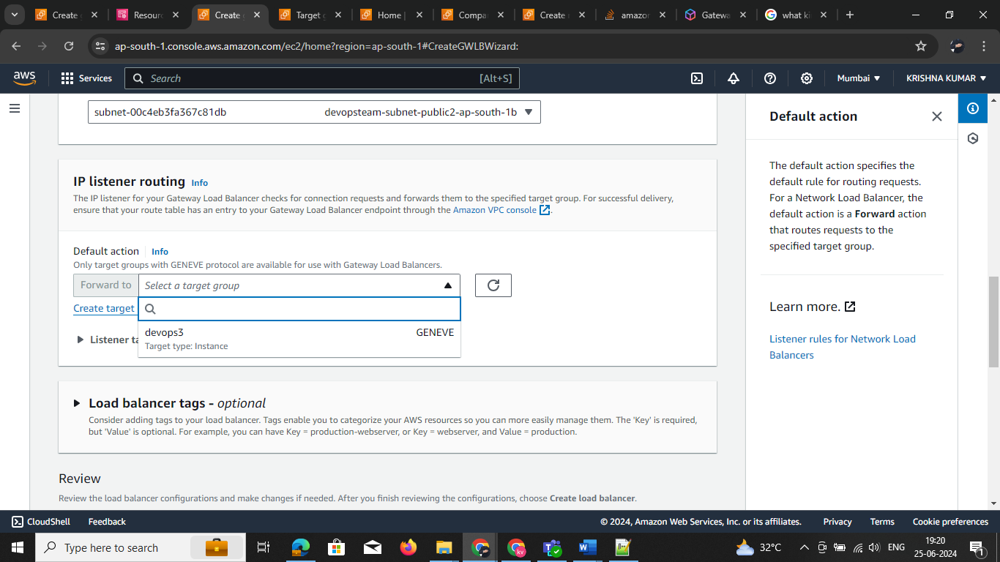 Create
Resour
Create
Target g
Home |
Compa
Create
amazor
Gatewa
what ki
ap-south-1.console.aws.amazon.com/ec2/home?region=ap-south-1#CreateGWLBWizard:
aws
Services
Search
[Alt+S]
Mumbai
KRISHNA KUMAR
subnet-00c4eb3fa367c81db devopsteam-subnet-public2-ap-south-1b
IP listener routing Info
The IP listener for your Gateway Load Balancer checks for connection requests and forwards them to the specified target group. For successful delivery,
ensure that your route table has an entry to your Gateway Load Balancer endpoint through the Amazon VPC console.
Default action Info
Only target groups with GENEVE protocol are available for use with Gateway Load Balancers.
Forward to Select a target group
Create target
devops3 GENEVE
Target type: Instance
Listener ta
Load balancer tags - optional
Consider adding tags to your load balancer. Tags enable you to categorize your AWS resources so you can more easily manage them. The 'Key' is required,
but 'Value' is optional. For example, you can have Key = production-webserver, or Key = webserver, and Value = production.
Review
Review the load balancer configurations and make changes if needed. After you finish reviewing the configurations, choose Create load balancer.
Default action
The default action specifies the
default rule for routing requests.
For a Network Load Balancer, the
default action is a Forward action
that routes requests to the
specified target group.
Learn more.
Listener rules for Network Load
Balancers
CloudShell Feedback © 2024, Amazon Web Services, Inc. or its affiliates. Privacy Terms Cookie preferences
Type here to search
32°C
ENG
19:20
25-06-2024
1